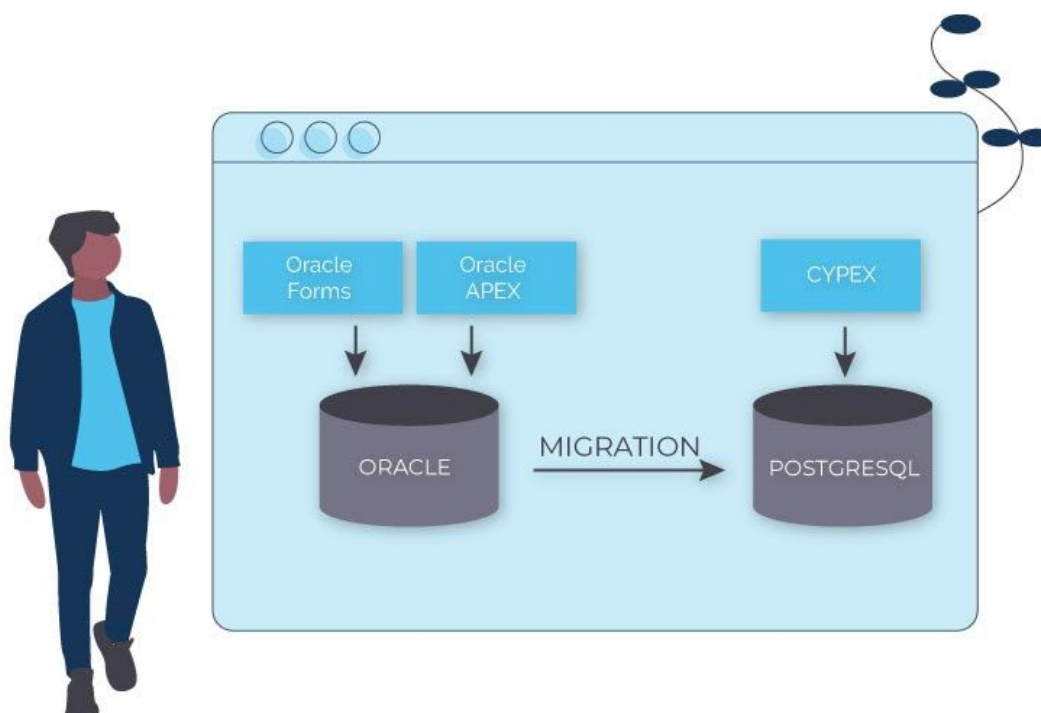 Oracle
Forms
Oracle
APEX
CYPEX
ORACLE
MIGRATION
POSTGRESQL